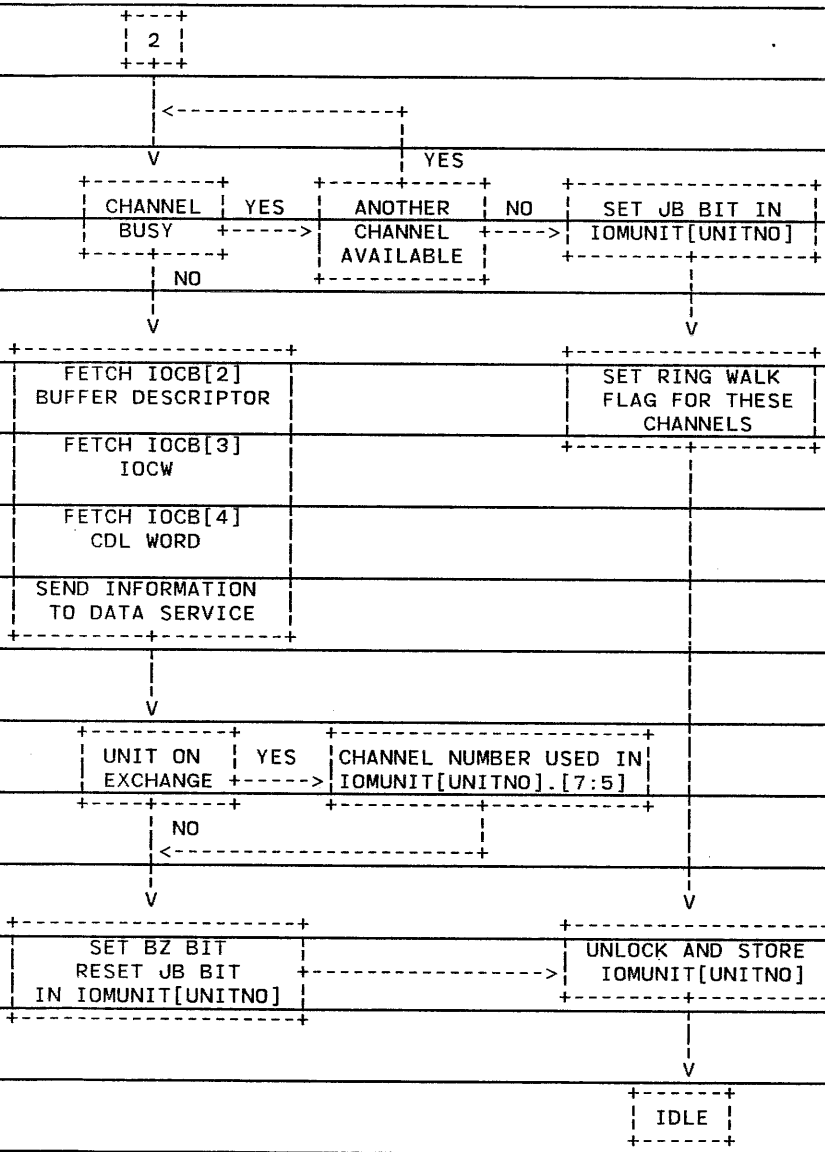 2
YES
CHANNEL YES ANOTHER NO SET JB BIT IN
BUSY CHANNEL IOMUNIT[UNITNO]
AVAILABLE
NO
FETCH IOCB[2] SET RING WALK
BUFFER DESCRIPTOR FLAG FOR THESE
CHANNELS
FETCH IOCB[3]
IOCW
FETCH IOCB[4]
CDL WORD
SEND INFORMATION
TO DATA SERVICE
UNIT ON YES CHANNEL NUMBER USED IN
EXCHANGE IOMUNIT[UNITNO].[7:5]
NO
SET BZ BIT UNLOCK AND STORE
RESET JB BIT IOMUNIT[UNITNO]
IN IOMUNIT[UNITNO]
IDLE